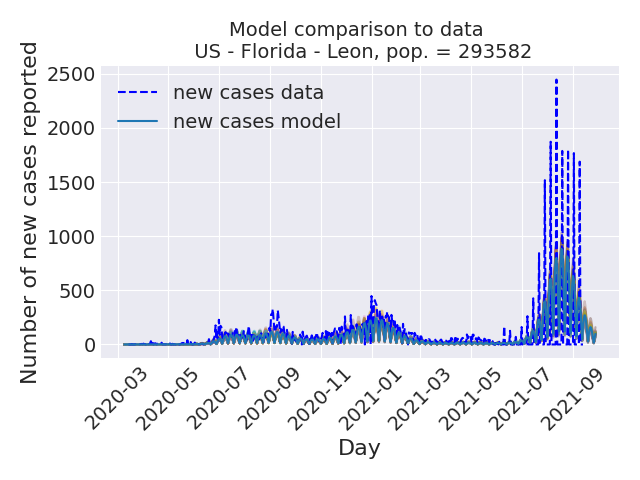 Model comparison to data
US - Florida - Leon, pop. = 293582
Number of new cases reported
2500
2000
1500
1000
500
0
new cases data
new cases model
2020-03
2020-05
2020-07
2020-09
2020-11
2021-01
2021-03
2021-05
2021-07
2021-09
Day